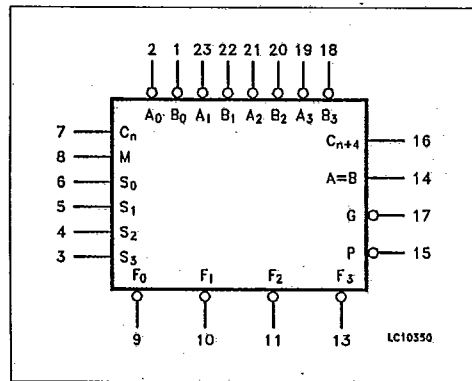 2 1 23 22 21 20 19 18
A0 B0 A1 B1 A2 B2 A3 B3
7 Cn
Cn+4 16
8 M
6 S0
A=B 14
5 S1
G 17
4 S2
P 15
3 S3
F0 F1 F2 F3
9 10 11 13
LC10350